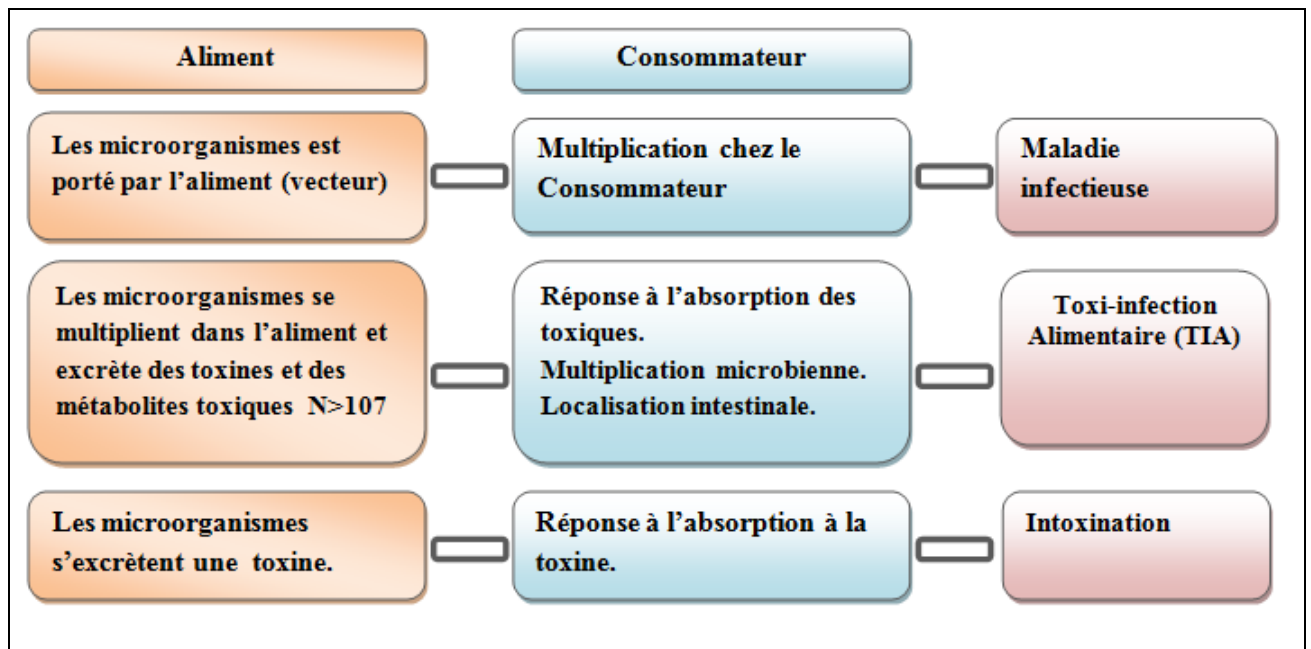 Aliment
Consommateur
Les microorganismes est
porté par l'aliment (vecteur)
Multiplication chez le
Consommateur
Maladie
infectieuse
Les microorganismes se
multiplient dans l'aliment et
excrète des toxines et des
métabolites toxiques N>107
Réponse à l'absorption des
toxiques.
Multiplication microbienne.
Localisation intestinale.
Toxi-infection
Alimentaire (TIA)
Les microorganismes
s'excrètent une toxine.
Réponse à l'absorption à la
toxine.
Intoxination